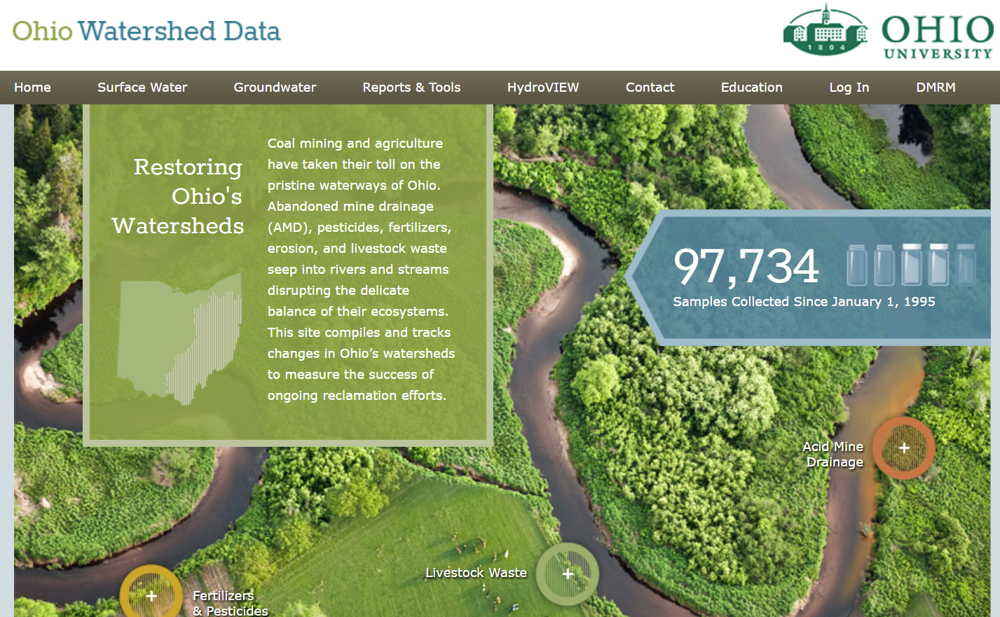 Ohio Watershed Data
1804
OHIO
UNIVERSITY
Home Surface Water Groundwater Reports & Tools HydroVIEW Contact Education Log In DMRM
Restoring
Ohio's
Watersheds
Coal mining and agriculture
have taken their toll on the
pristine waterways of Ohio.
Abandoned mine drainage
(AMD), pesticides, fertilizers,
erosion, and livestock waste
seep into rivers and streams
disrupting the delicate
balance of their ecosystems.
This site compiles and tracks
changes in Ohio’s watersheds
to measure the success of
ongoing reclamation efforts.
97,734
Samples Collected Since January 1, 1995
Acid Mine
Drainage
Livestock Waste
Fertilizers
& Pesticides